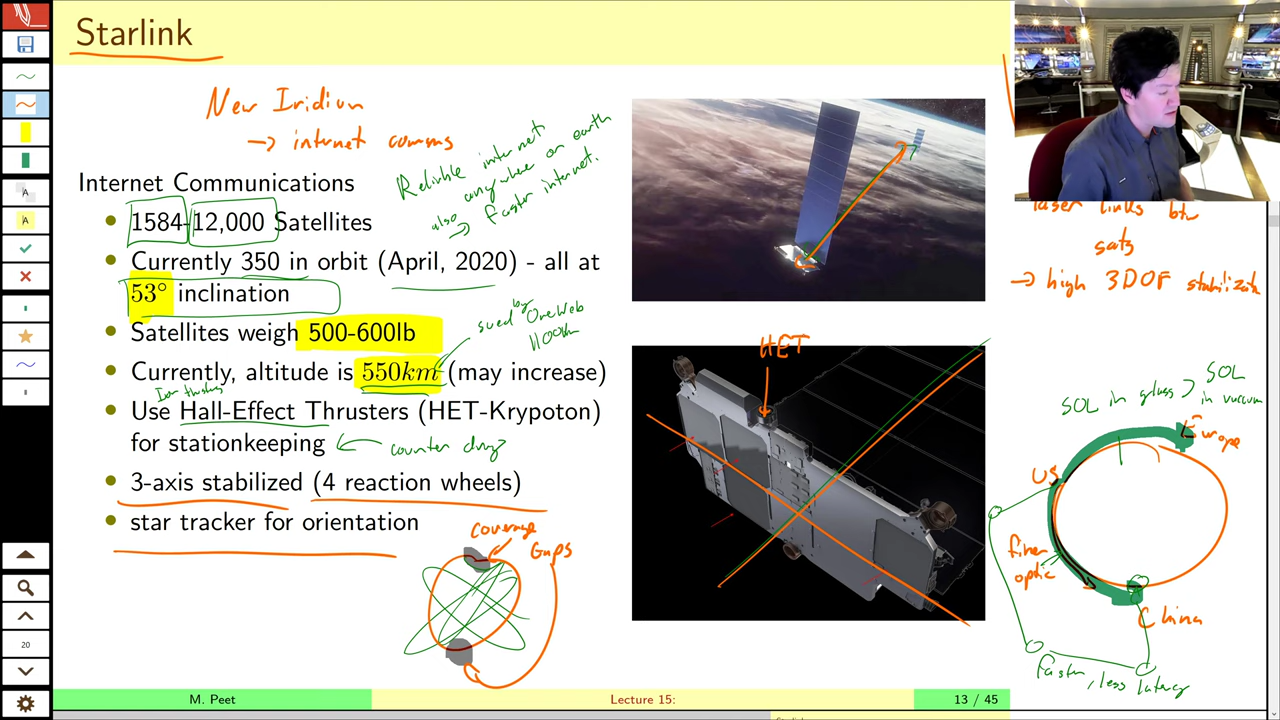 Starlink
New Iridium
→ internet comms
Reliable internet
anywhere on earth
also
→ faster internet.
Internet Communications
1584-12,000 Satellites
Currently 350 in orbit (April, 2020) - all at
53° inclination
sued by OneWeb
1100km
Satellites weigh 500-600lb
Currently, altitude is 550km (may increase)
Ion thrusters
Use Hall-Effect Thrusters (HET-Krypoton)
for stationkeeping
counter drag
3-axis stabilized (4 reaction wheels)
star tracker for orientation
coverage
Gaps
HET
laser links btw
sats
→ high 3DOF
SOL in glass > SOL
in vacuum
Europe
US
fiber
optic
China
faster, less latency
M. Peet
Lecture 15:
13 / 45
20
A
A